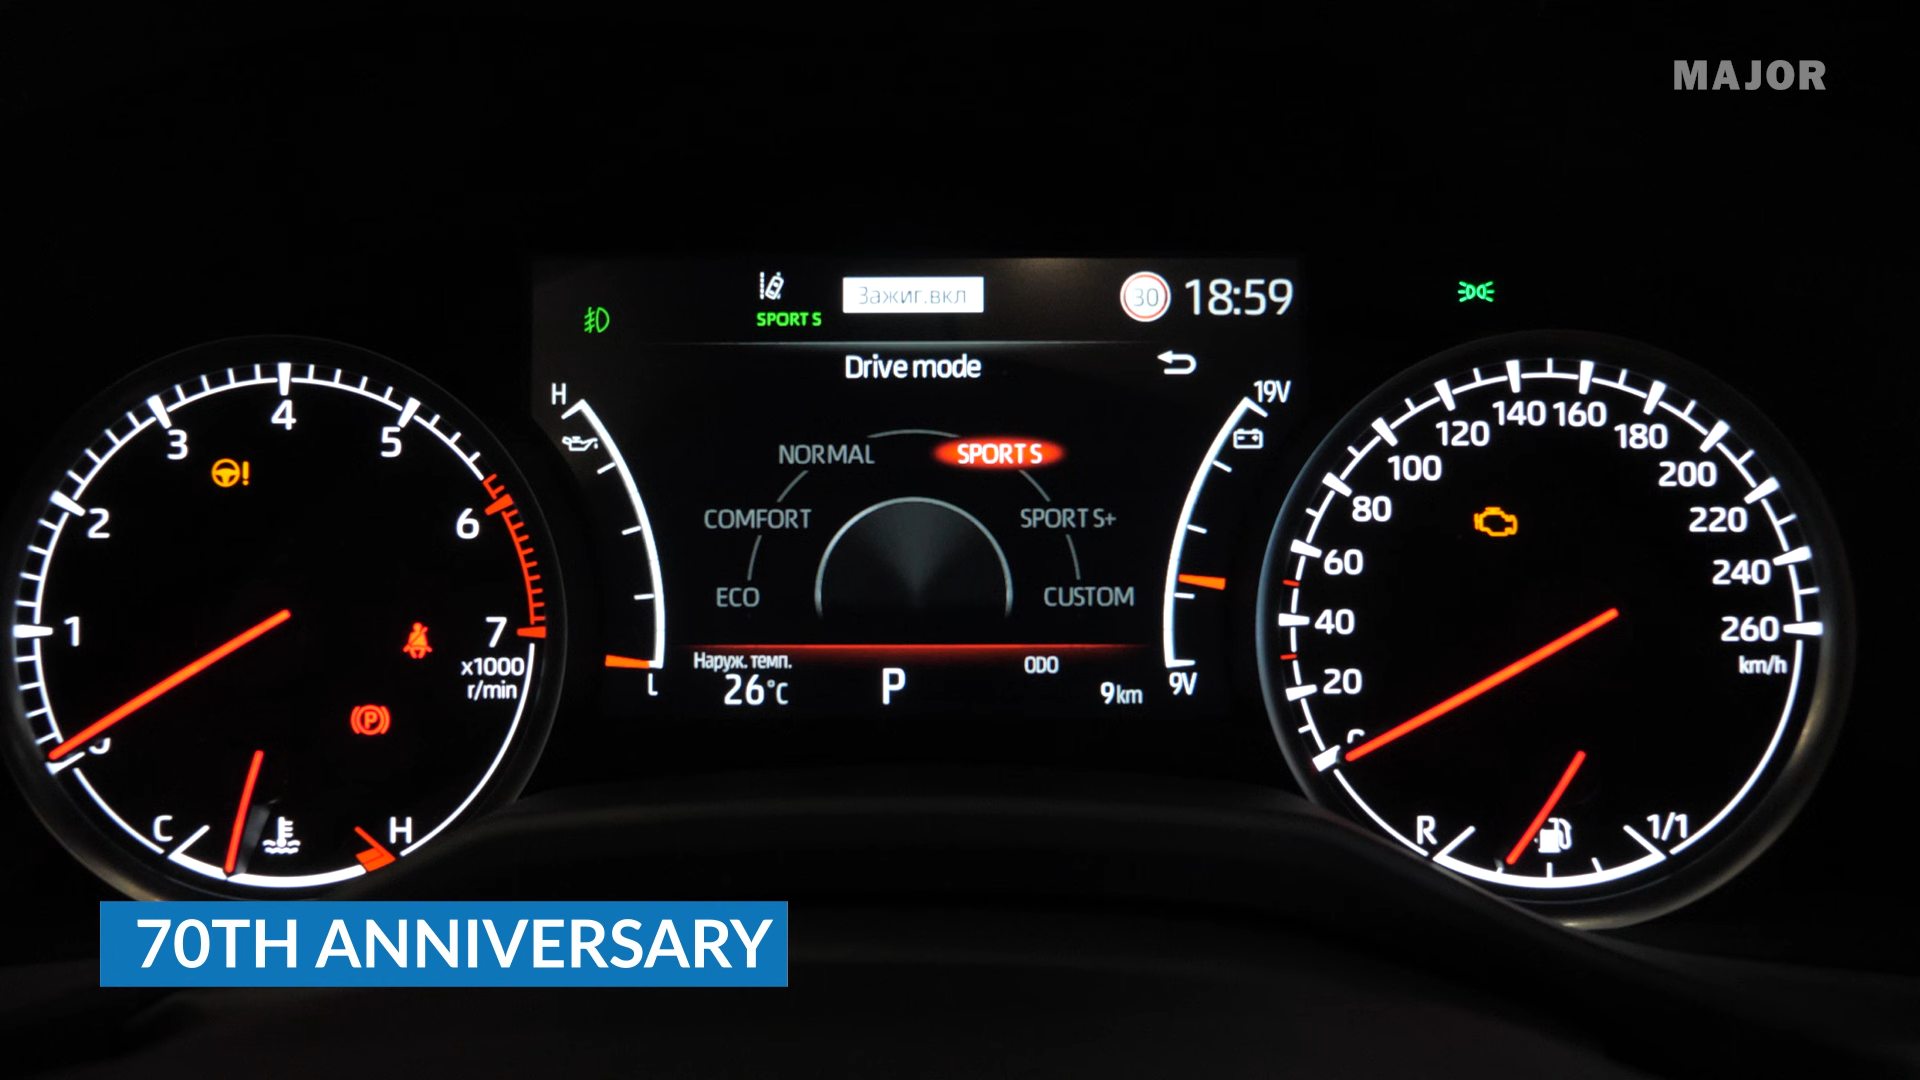 MAJOR
SPORT S
Зажиг.вкл
30
18:59
Drive mode
NORMAL
SPORT S
COMFORT
SPORT S+
ECO
CUSTOM
Наруж. темп.
26°C
P
ODO
9km
H
L
19V
9V
1
2
3
4
5
6
7
x1000
r/min
C
H
20
40
60
80
100
120
140
160
180
200
220
240
260
km/h
R
1/1
70TH ANNIVERSARY